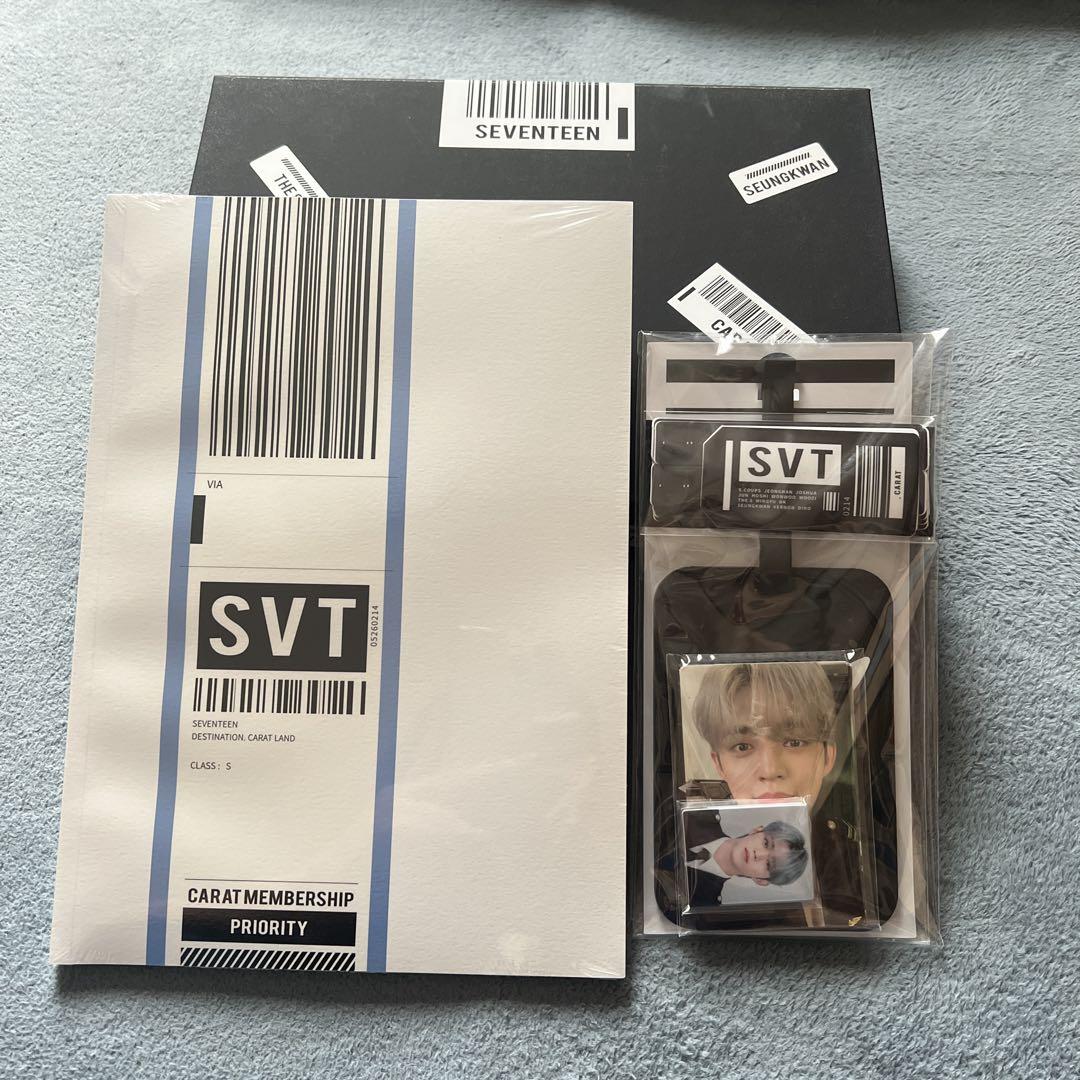 SEVENTEEN
SEUNGKWAN
VIA
SVT
05260214
SEVENTEEN
DESTINATION. CARAT LAND
CLASS : S
CARAT MEMBERSHIP
PRIORITY
SVT
S.COUPS JEONGHAN JOSHUA
JUN HOSHI WONWOO WOOZI
THE 8 MINGYU DK
SEUNGKWAN VERNON DINO
0214
CARAT